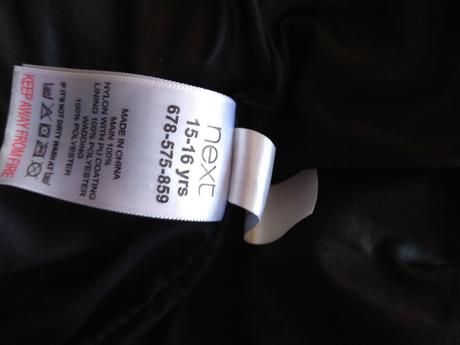 next
15-16 yrs
678-575-859
MADE IN CHINA
MAIN 100%
NYLON WITH PU COATING
LINING 100% POLYESTER
WADDING
100% POLYESTER
IF IT'S NOT DIRTY WASH AT 30°
KEEP AWAY FROM FIRE